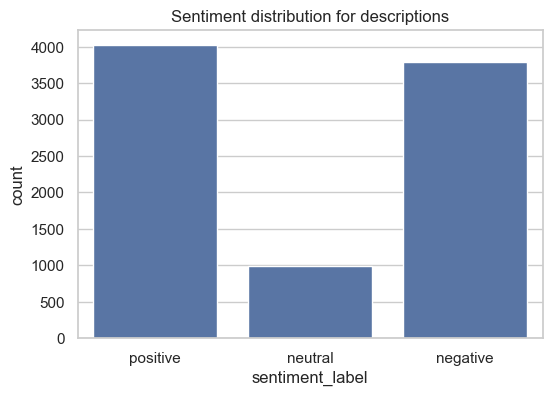 Sentiment distribution for descriptions
4000
3500
3000
2500
2000
1500
1000
500
0
count
positive neutral negative
sentiment_label